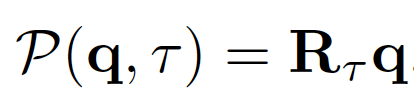 𝒫(𝐪, τ) = 𝐑_τ 𝐪